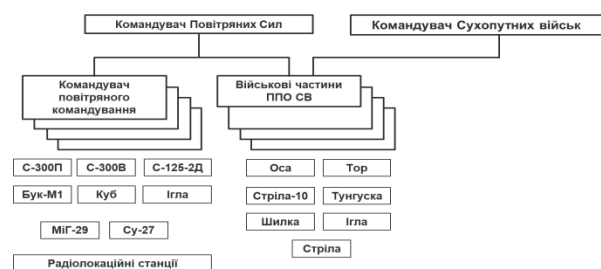 Командувач Повітряних Сил
Командувач Сухопутних військ
Командувач
повітряного
командування
Військові частини
ППО СВ
С-300П
С-300В
С-125-2Д
Бук-М1
Куб
Ігла
МіГ-29
Су-27
Радіолокаційні станції
Оса
Тор
Стріла-10
Тунгуска
Шилка
Ігла
Стріла